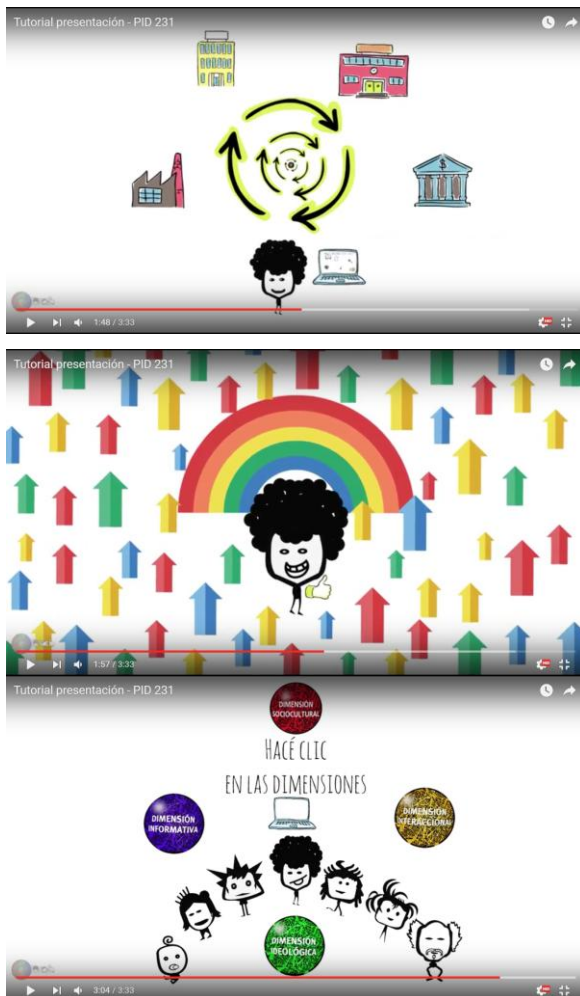 Tutorial presentación - PID 231
$
1:48 / 3:33
Tutorial presentación - PID 231
1:57 / 3:33
Tutorial presentación - PID 231
DIMENSIÓN
SOCIOCULTURAL
HACÉ CLIC
EN LAS DIMENSIONES
DIMENSIÓN
INFORMATIVA
DIMENSIÓN
INTERACCIONAL
DIMENSIÓN
IDEOLÓGICA
3:04 / 3:33